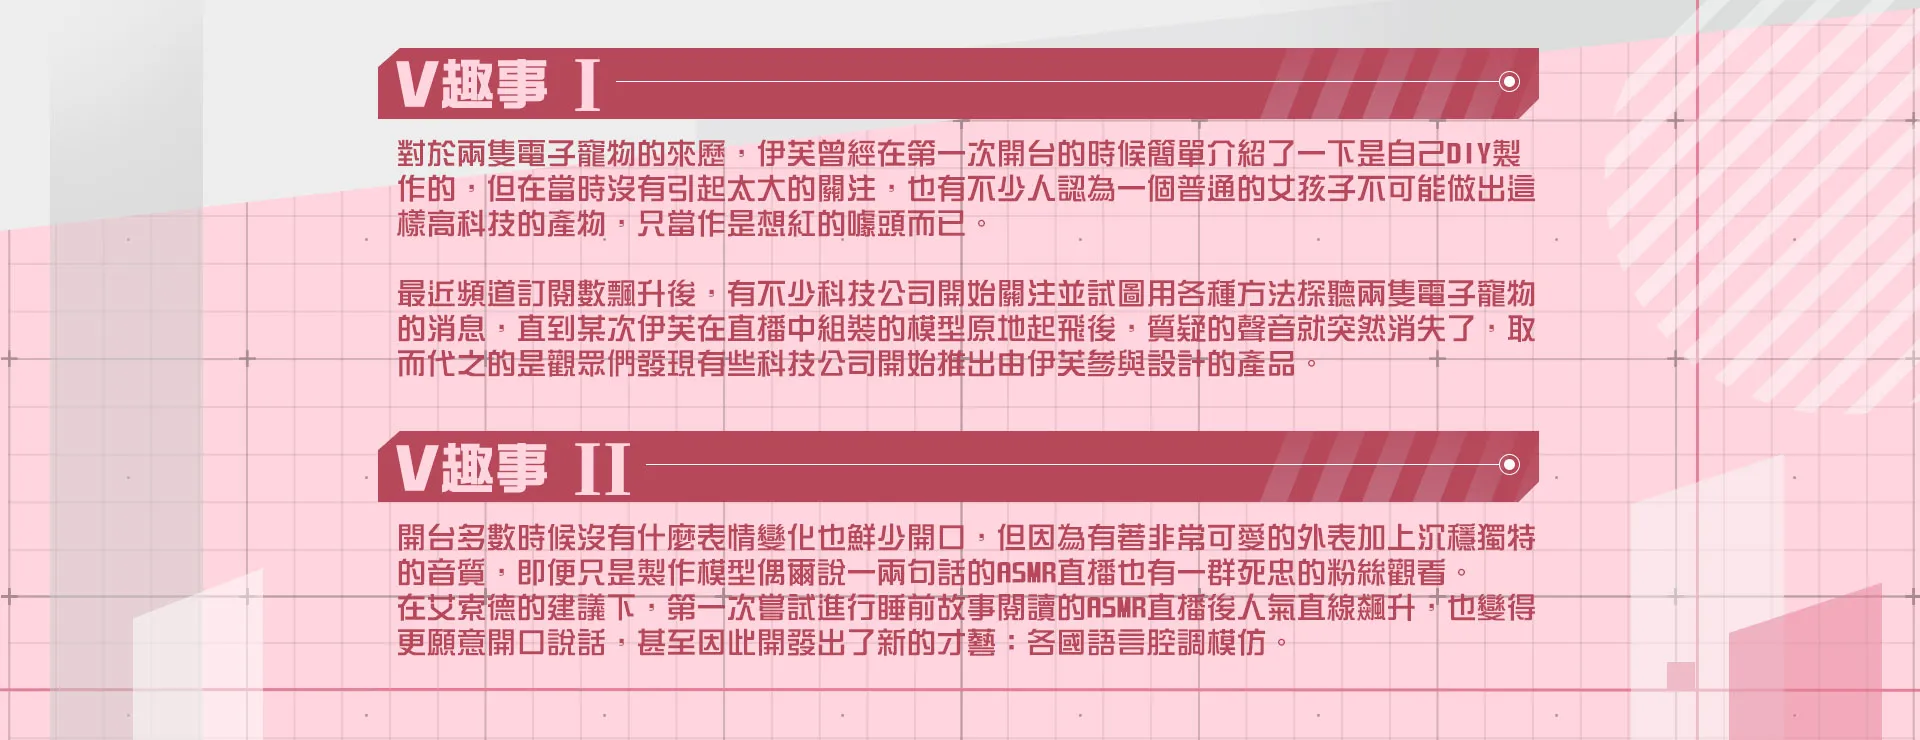 V趣事 I
對於兩隻電子寵物的來歷，伊芙曾經在第一次開台的時候簡單介紹了一下是自己DIY製
作的，但在當時沒有引起太大的關注，也有不少人認為一個普通的女孩子不可能做出這
樣高科技的產物，只當作是想紅的噱頭而已。
最近頻道訂閱數飄升後，有不少科技公司開始關注並試圖用各種方法探聽兩隻電子寵物
的消息，直到某次伊芙在直播中組裝的模型原地起飛後，質疑的聲音就突然消失了，取
而代之的是觀眾們發現有些科技公司開始推出由伊芙參與設計的產品。
V趣事 II
開台多數時候沒有什麼表情變化也鮮少開口，但因為有著非常可愛的外表加上沉穩獨特
的音質，即便只是製作模型偶爾說一兩句話的ASMR直播也有一群死忠的粉絲觀看。
在艾索德的建議下，第一次嘗試進行睡前故事閱讀的ASMR直播後人氣直線飆升，也變得
更願意開口說話，甚至因此開發出了新的才藝：各國語言腔調模仿。